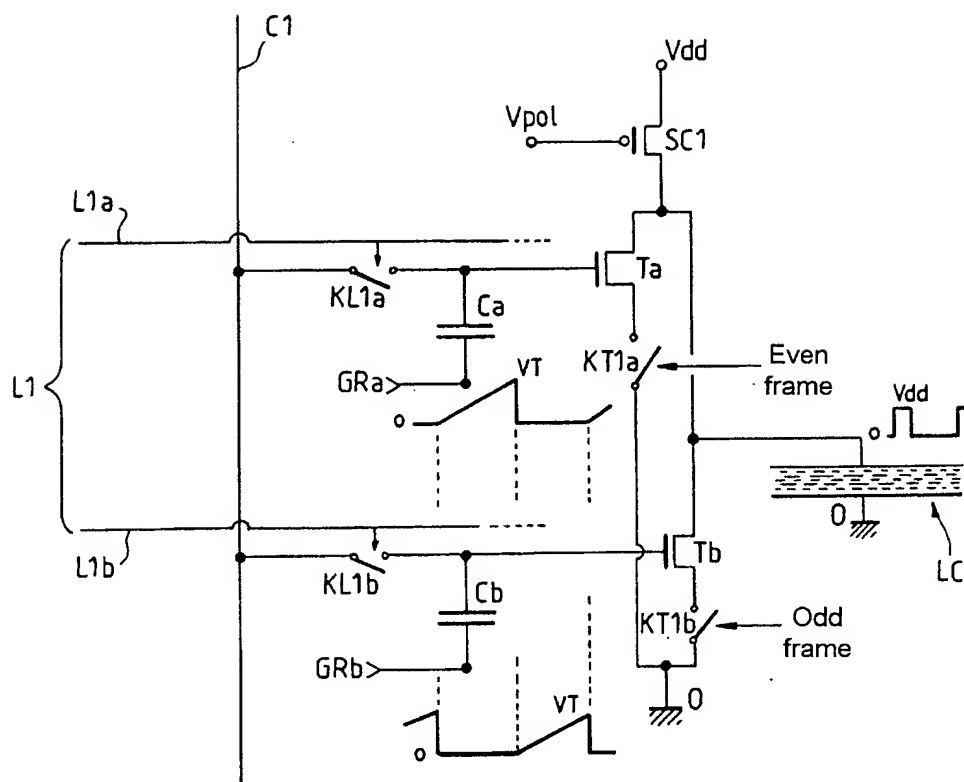 C1
Vdd
Vpol
SC1
L1a
Ta
KL1a
Ca
KT1a
Even
frame
VT
GRa
0
L1
Vdd
0
0
L1b
Tb
LC
KL1b
Cb
KT1b
Odd
frame
GRb
VT
0
0